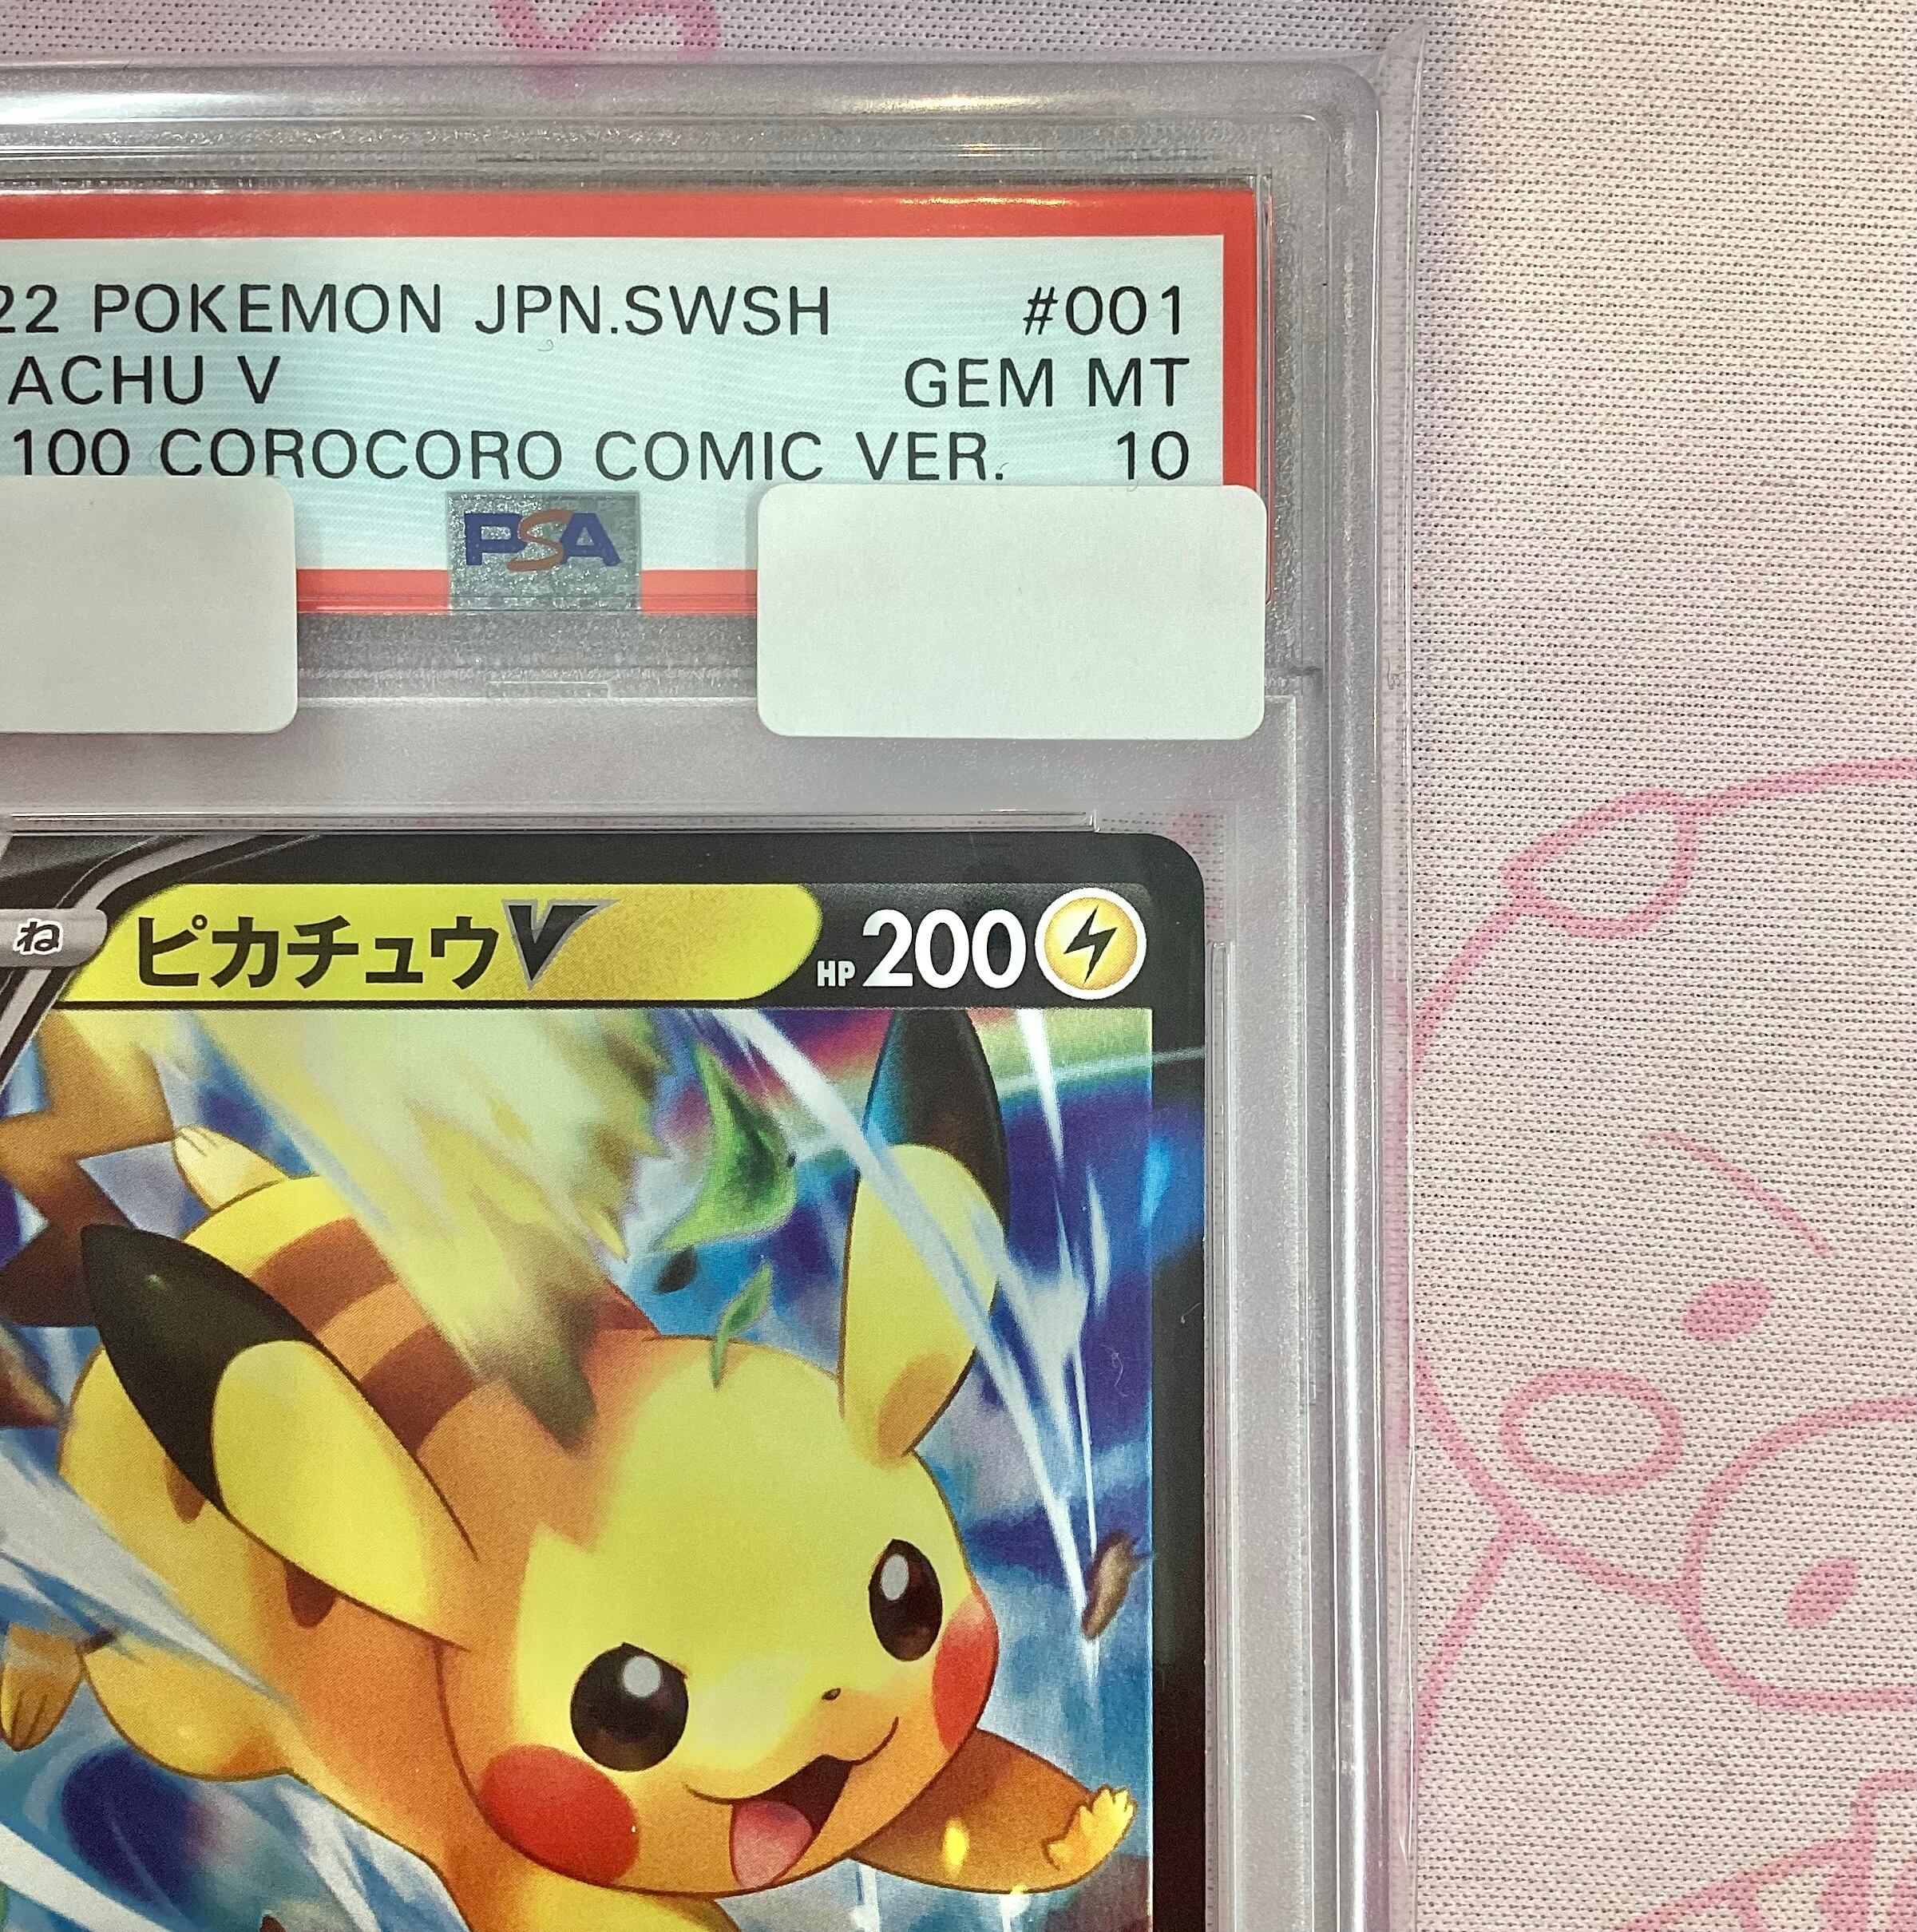 22 POKEMON JPN.SWSH #001
ACHU V GEM MT
100 COROCORO COMIC VER. 10
PSA
ね ピカチュウV HP 200